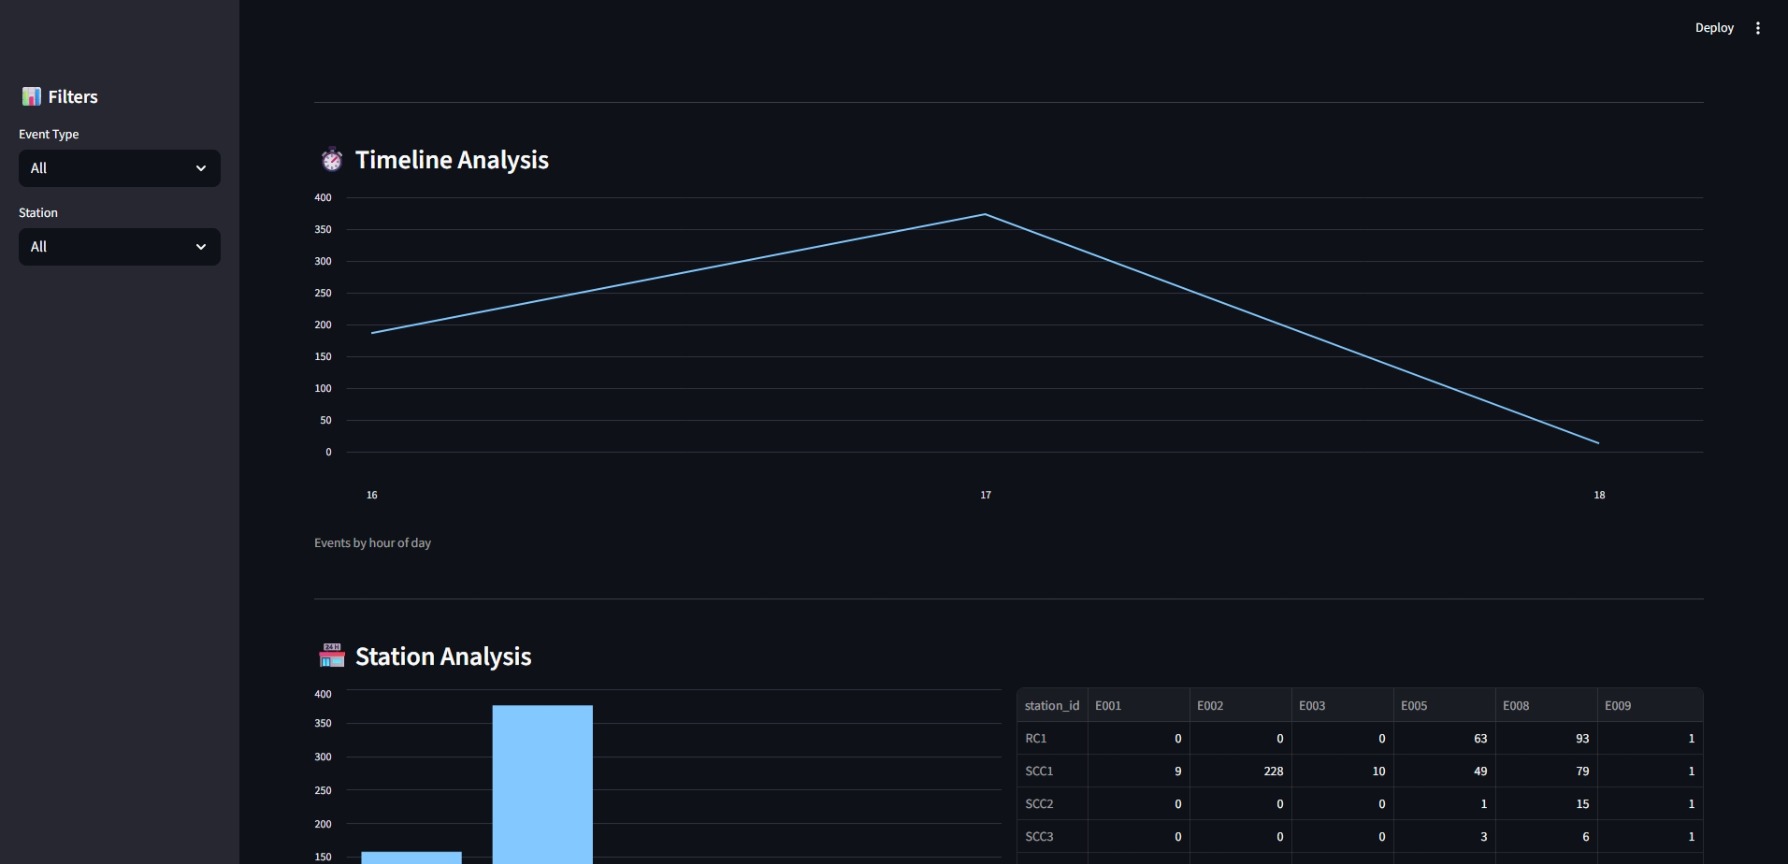 Deploy
Filters
Event Type
All
Station
All
Timeline Analysis
400
350
300
250
200
150
100
50
0
16 17 18
Events by hour of day
24 H
Station Analysis
400
350
300
250
200
150
station_id E001 E002 E003 E005 E008 E009
RC1 0 0 0 63 93 1
SCC1 9 228 10 49 79 1
SCC2 0 0 0 1 15 1
SCC3 0 0 0 3 6 1